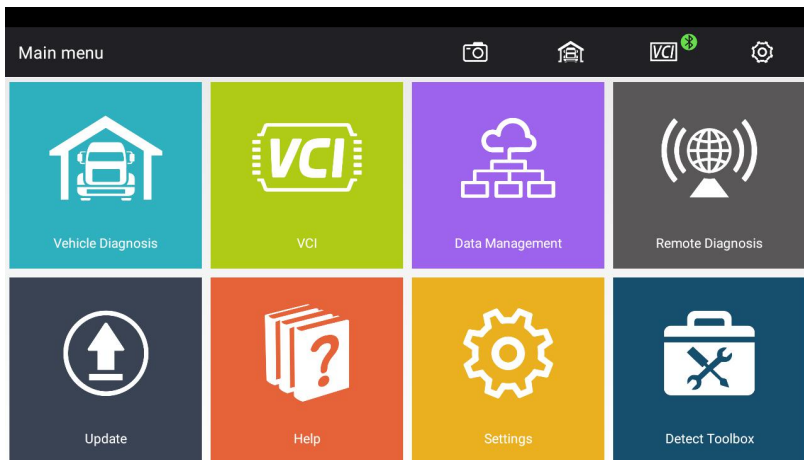 Main menu
VCI
VCI
Vehicle Diagnosis
VCI
Data Management
Remote Diagnosis
?
Update
Help
Settings
Detect Toolbox